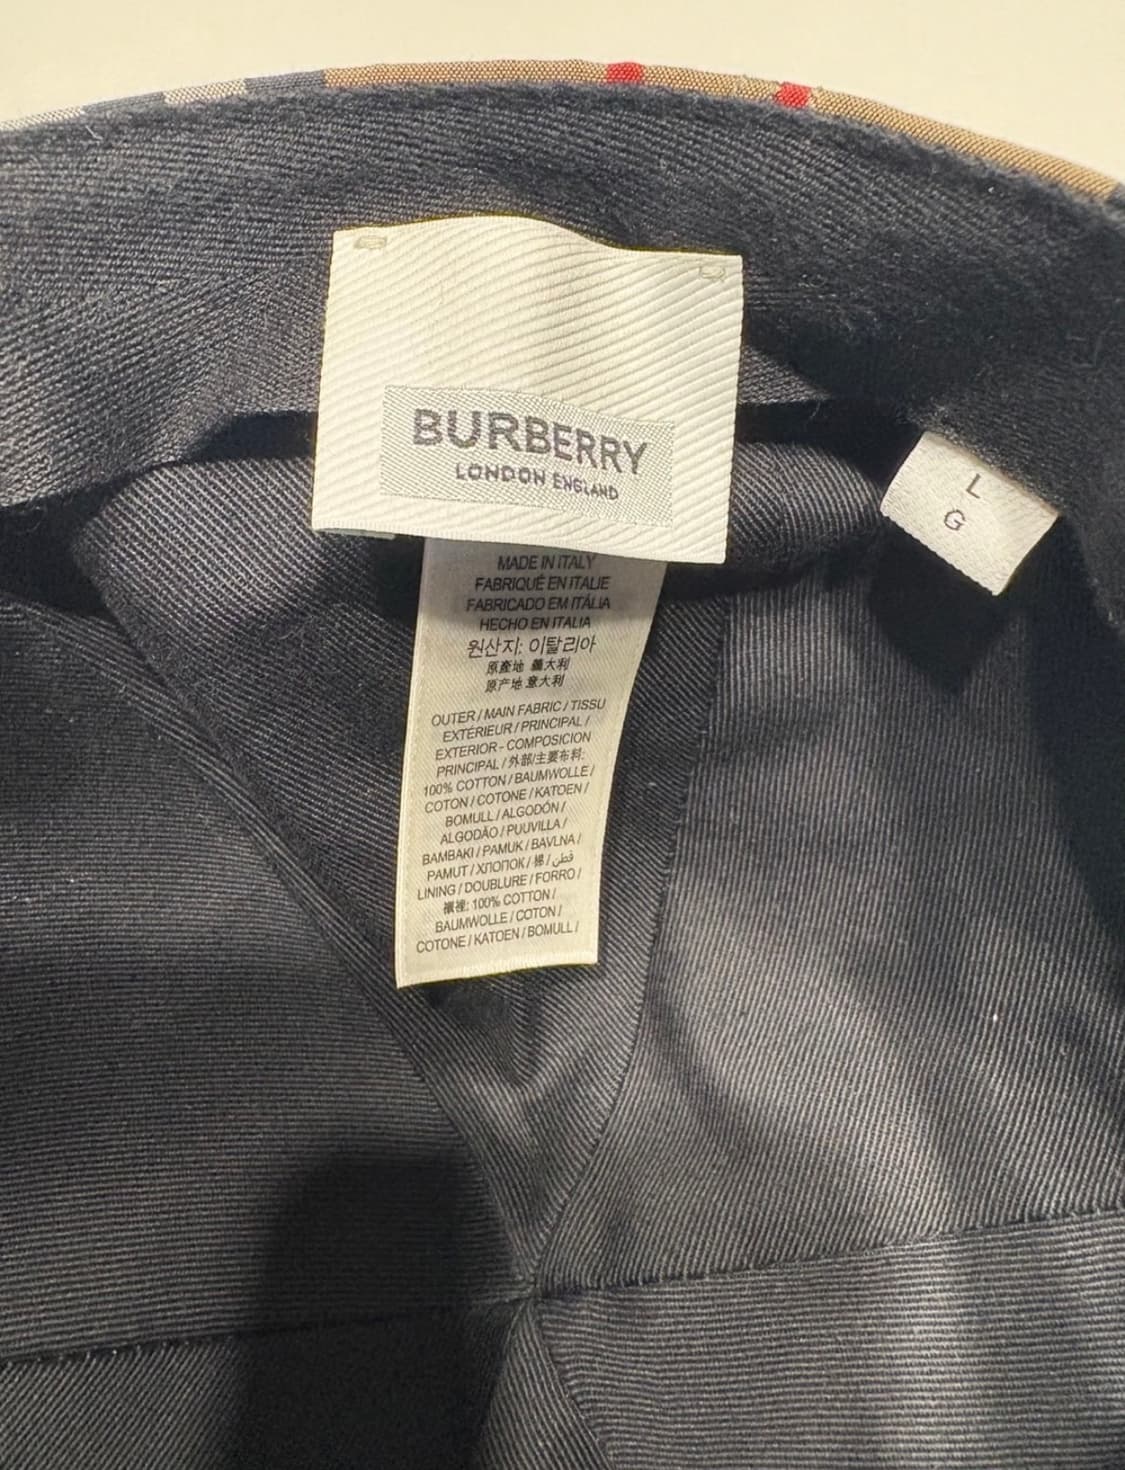 BURBERRY
LONDON ENGLAND
L
G
MADE IN ITALY
FABRIQUÉ EN ITALIE
FABRICADO EM ITÁLIA
HECHO EN ITALIA
원산지: 이탈리아
原產地 義大利
原产地 意大利
OUTER / MAIN FABRIC / TISSU
EXTÉRIEUR / PRINCIPAL /
EXTERIOR - COMPOSICION
PRINCIPAL / 外部/主要布料:
100% COTTON / BAUMWOLLE /
COTON / COTONE / KATOEN /
BOMULL / ALGODÓN /
ALGODÃO / PUUVILLA /
BAMBAKI / PAMUK / BAVLNA /
PAMUT / ХЛОПОК / 棉 / قطن /
LINING / DOUBLURE / FORRO /
襯裡: 100% COTTON /
BAUMWOLLE / COTON /
COTONE / KATOEN / BOMULL /